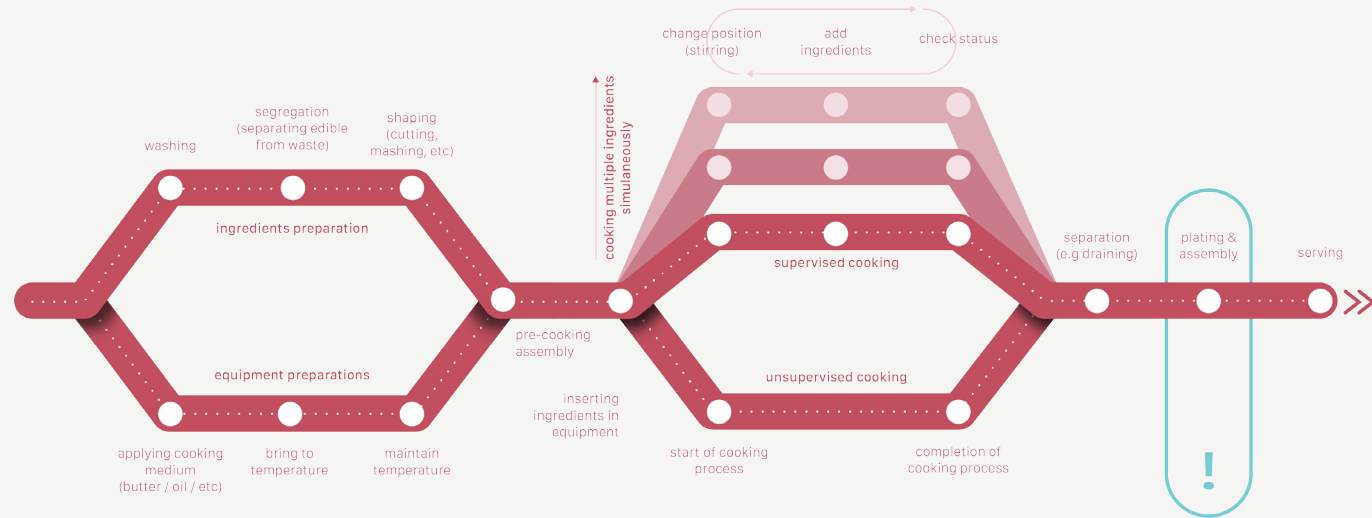 change position
(stirring)
add
ingredients
check status
cooking multiple ingredients
simulaneously
washing
segregation
(separating edible
from waste)
shaping
(cutting,
mashing, etc)
ingredients preparation
equipment preparations
applying cooking
medium
(butter / oil / etc)
bring to
temperature
maintain
temperature
pre-cooking
assembly
inserting
ingredients in
equipment
supervised cooking
unsupervised cooking
start of cooking
process
completion of
cooking process
separation
(e.g draining)
plating &
assembly
!
serving